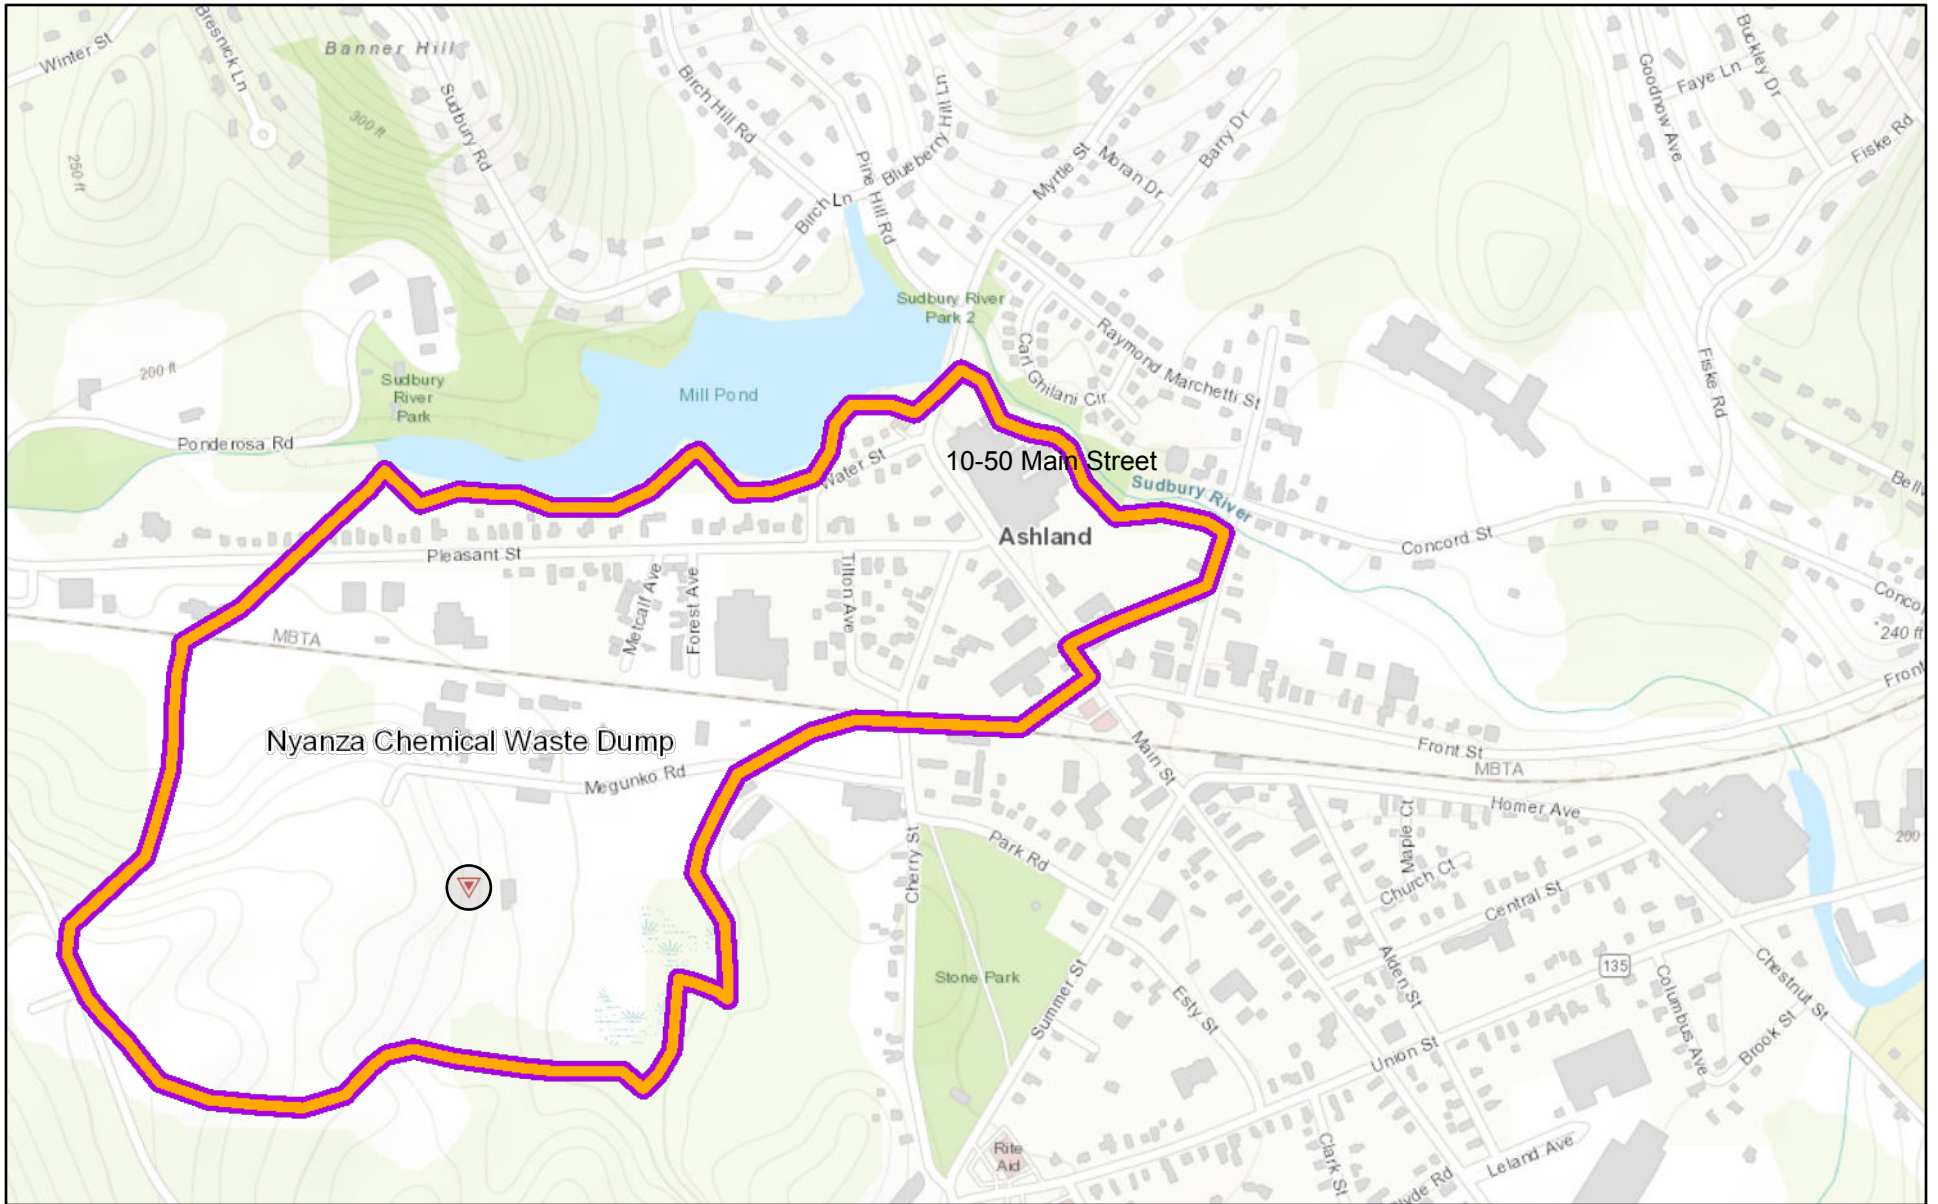 Winter St
Bresnick Ln
Banner Hill
300 ft
250 ft
Sudbury Rd
Birch Hill Rd
Blueberry Hill Ln
Pine Hill Rd
Birch Ln
Myrtle St
Moran Dr
Barry Dr
Goodnow Ave
Faye Ln
Buckley Dr
Fiske Rd
Sudbury River
Park 2
Carl Ghilani Cir
Raymond Marchetti St
Fiske Rd
200 ft
Sudbury
River
Park
Mill Pond
Ponderosa Rd
Water St
10-50 Main Street
Sudbury River
Ashland
Concord St
Pleasant St
Metcalf Ave
Forest Ave
Tilton Ave
MBTA
240 ft
Nyanza Chemical Waste Dump
Megunko Rd
Main St
Front St
MBTA
Homer Ave
Maple Ct
Church Ct
Central St
Park Rd
Cherry St
Stone Park
Summer St
Esty St
Alden St
135
Columbus Ave
Chestnut St
Brook St
Union St
Rite
Aid
Clark St
Leland Ave
200
Front